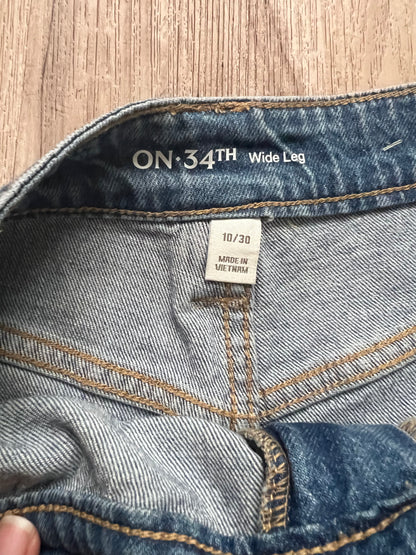 ON·34TH Wide Leg
10/30
MADE IN
VIETNAM